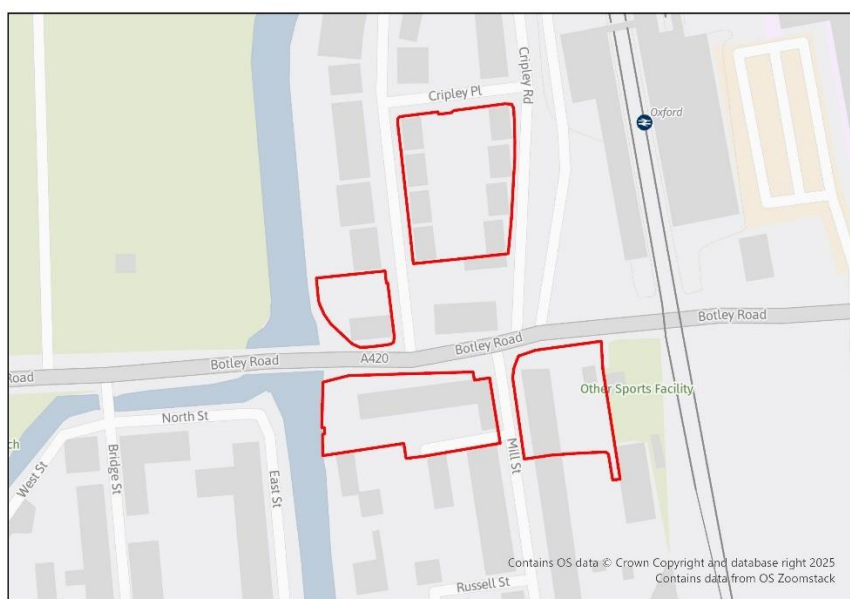 Cripley Pl
Cripley Rd
Oxford
Botley Road
Botley Road
A420
Botley Road
Road
Other Sports Facility
North St
ch
West St
Bridge St
East St
Mill St
Russell St
Contains OS data © Crown Copyright and database right 2025
Contains data from OS Zoomstack